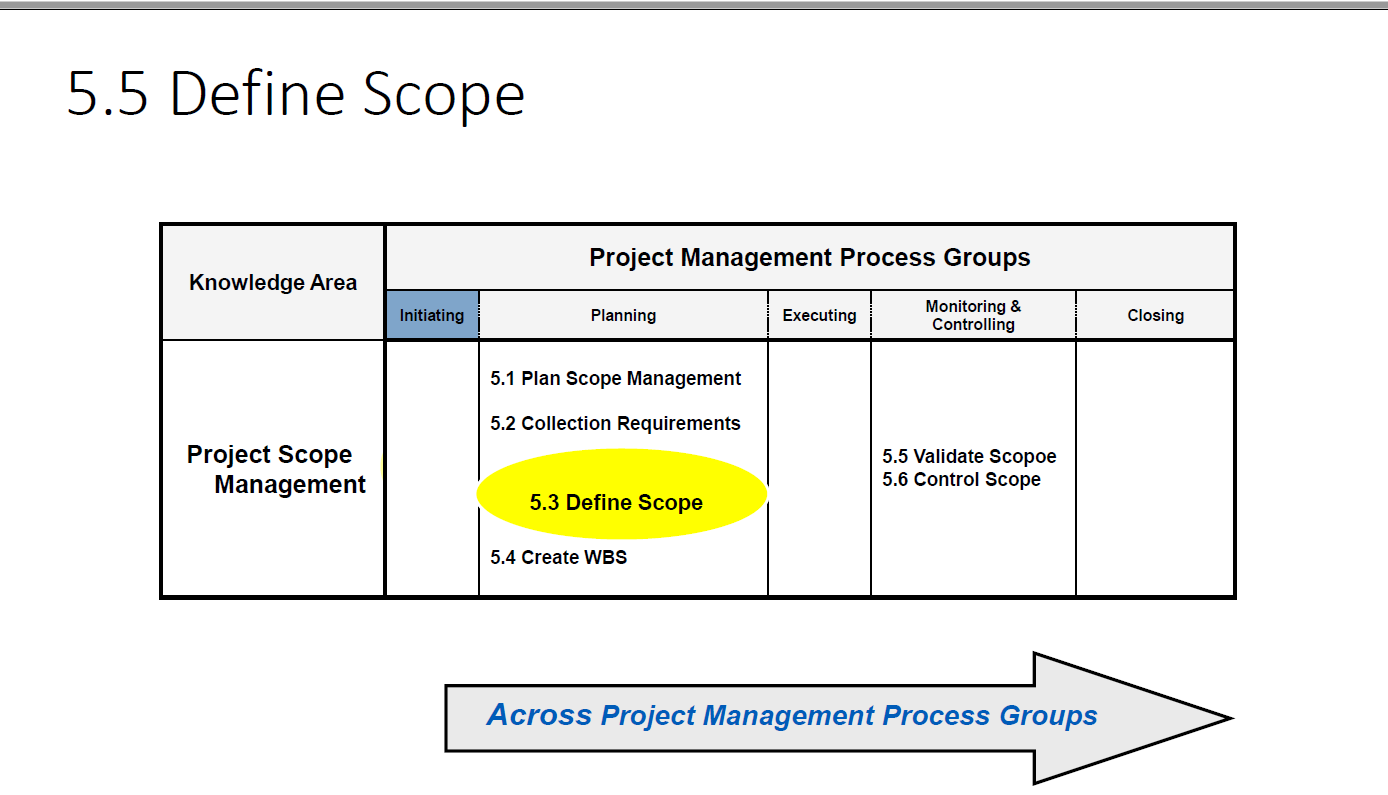 5.5 Define Scope
Knowledge Area
Project Management Process Groups
Initiating
Planning
Executing
Monitoring &
Controlling
Closing
Project Scope
Management
5.1 Plan Scope Management
5.2 Collection Requirements
5.3 Define Scope
5.4 Create WBS
5.5 Validate Scopoe
5.6 Control Scope
Across Project Management Process Groups